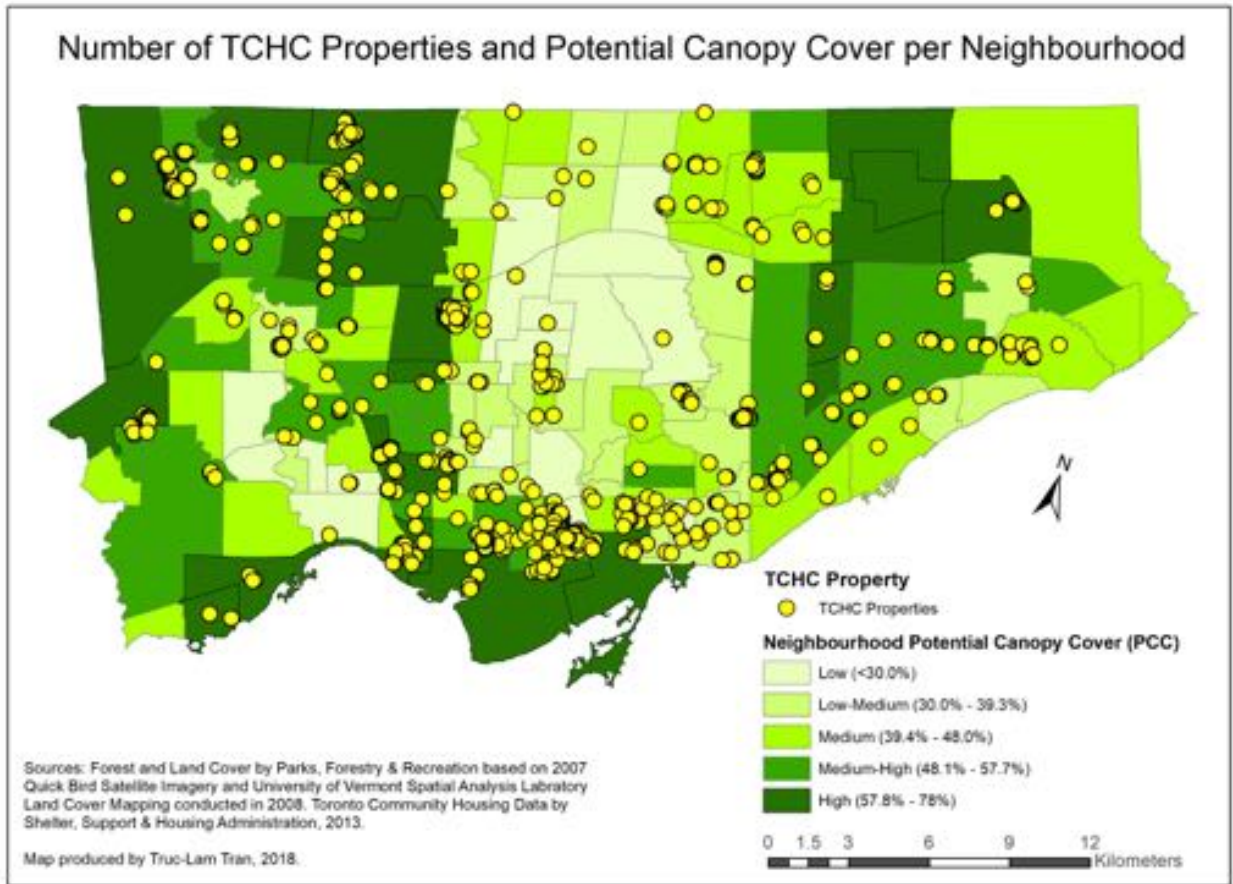 Number of TCHC Properties and Potential Canopy Cover per Neighbourhood
N
TCHC Property
TCHC Properties
Neighbourhood Potential Canopy Cover (PCC)
Low (<30.0%)
Low-Medium (30.0% - 39.3%)
Medium (39.4% - 48.0%)
Medium-High (48.1% - 57.7%)
High (57.8% - 78%)
Sources: Forest and Land Cover by Parks, Forestry & Recreation based on 2007
Quick Bird Satellite Imagery and University of Vermont Spatial Analysis Labratory
Land Cover Mapping conducted in 2008. Toronto Community Housing Data by
Shelter, Support & Housing Administration, 2013.
Map produced by Truc-Lam Tran, 2018.
0 1.5 3 6 9 12
Kilometers